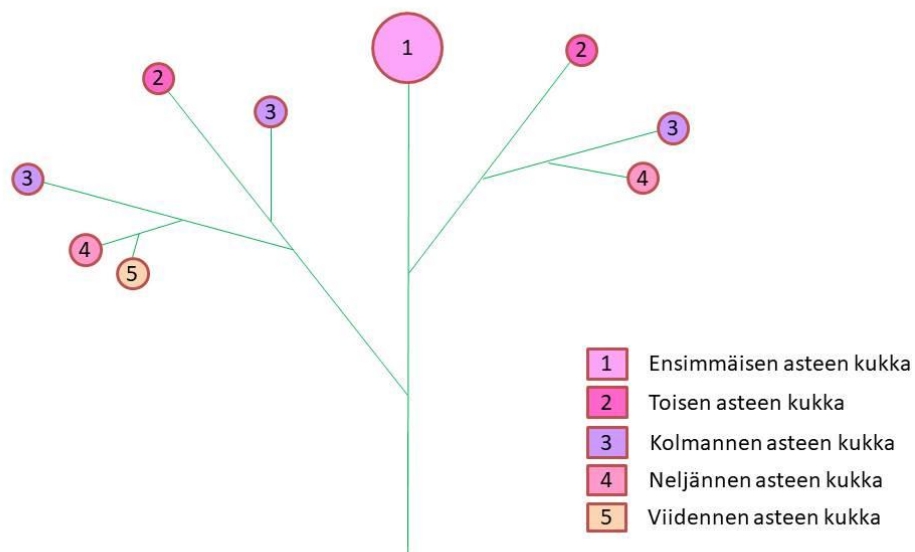 1
2
2
3
3
3
4
4
5
1 Ensimmäisen asteen kukka
2 Toisen asteen kukka
3 Kolmannen asteen kukka
4 Neljännen asteen kukka
5 Viidennen asteen kukka